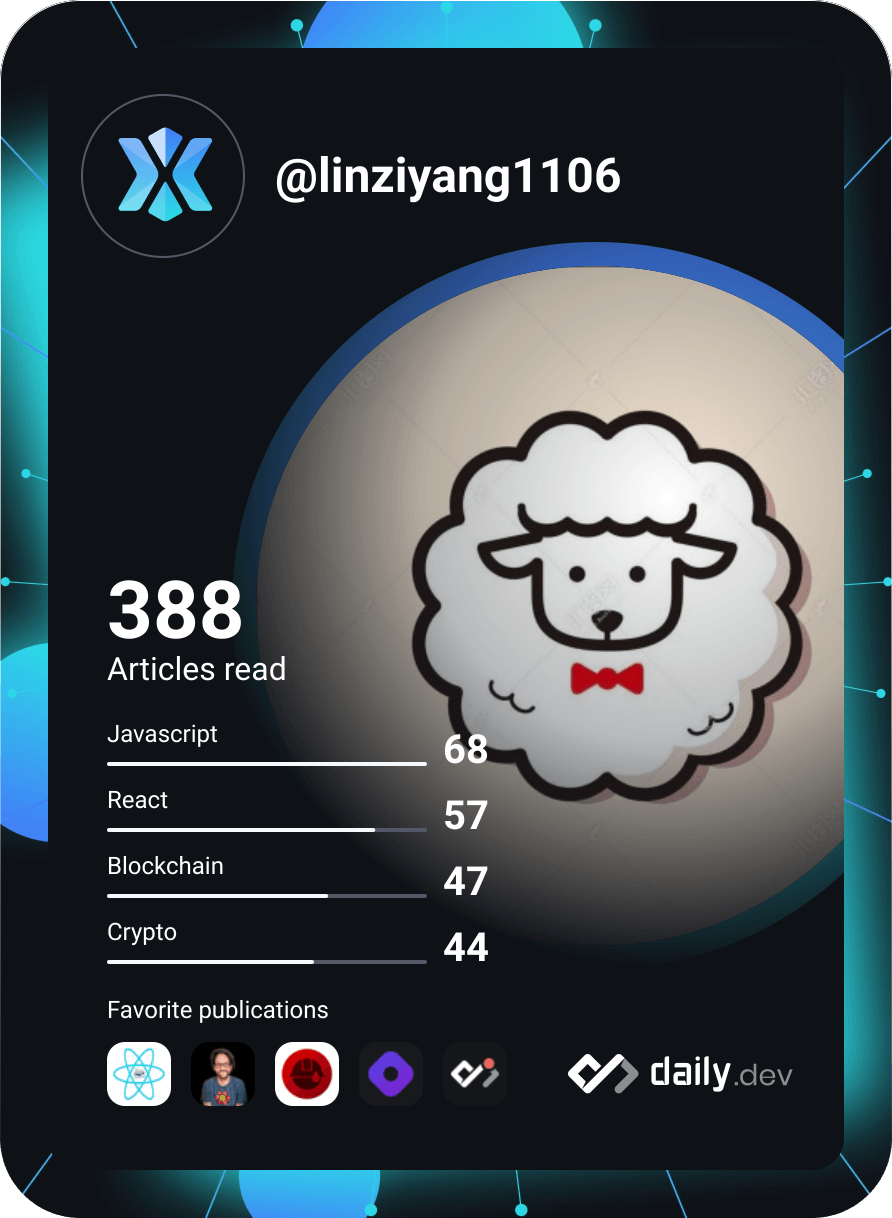 @linziyang1106
388
Articles read
Javascript
68
React
57
Blockchain
47
Crypto
44
Favorite publications
daily.dev